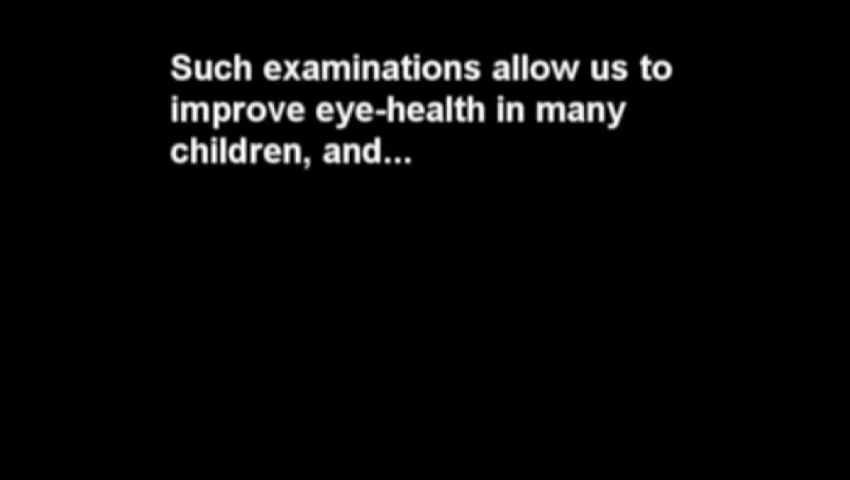 Such examinations allow us to
improve eye-health in many
children, and...